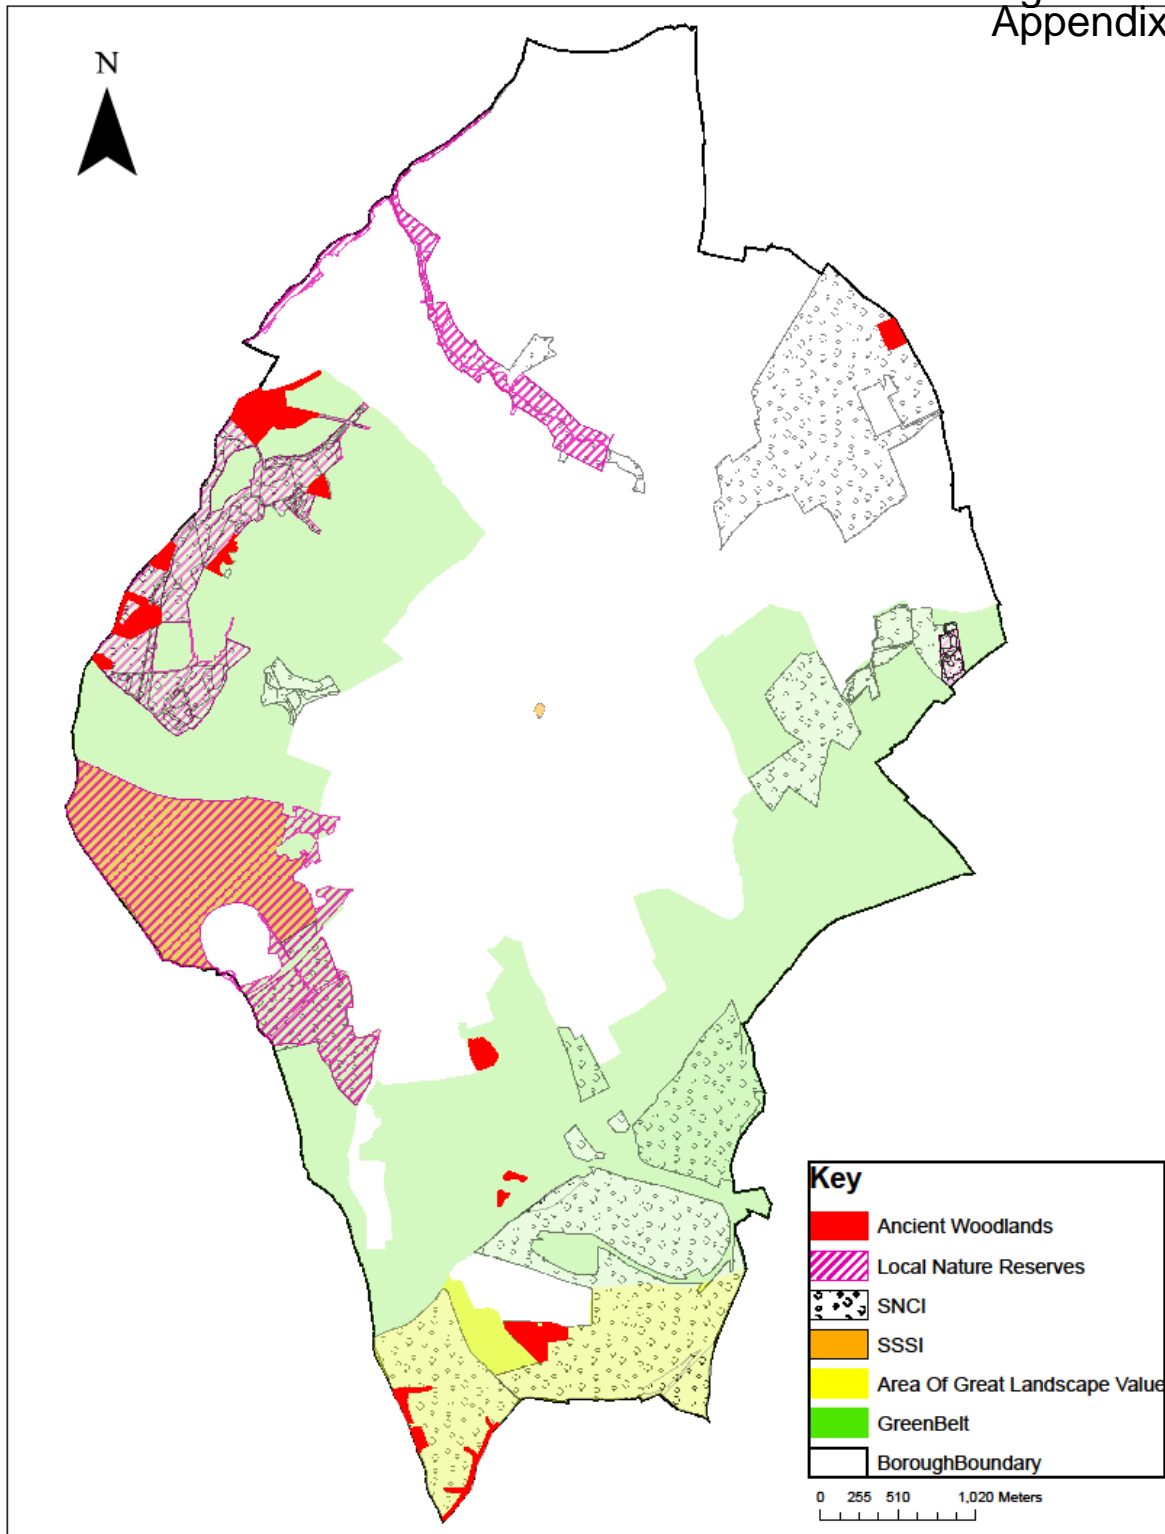 Appendix
N
Key
Ancient Woodlands
Local Nature Reserves
SNCI
SSSI
Area Of Great Landscape Value
GreenBelt
BoroughBoundary
0 255 510 1,020 Meters